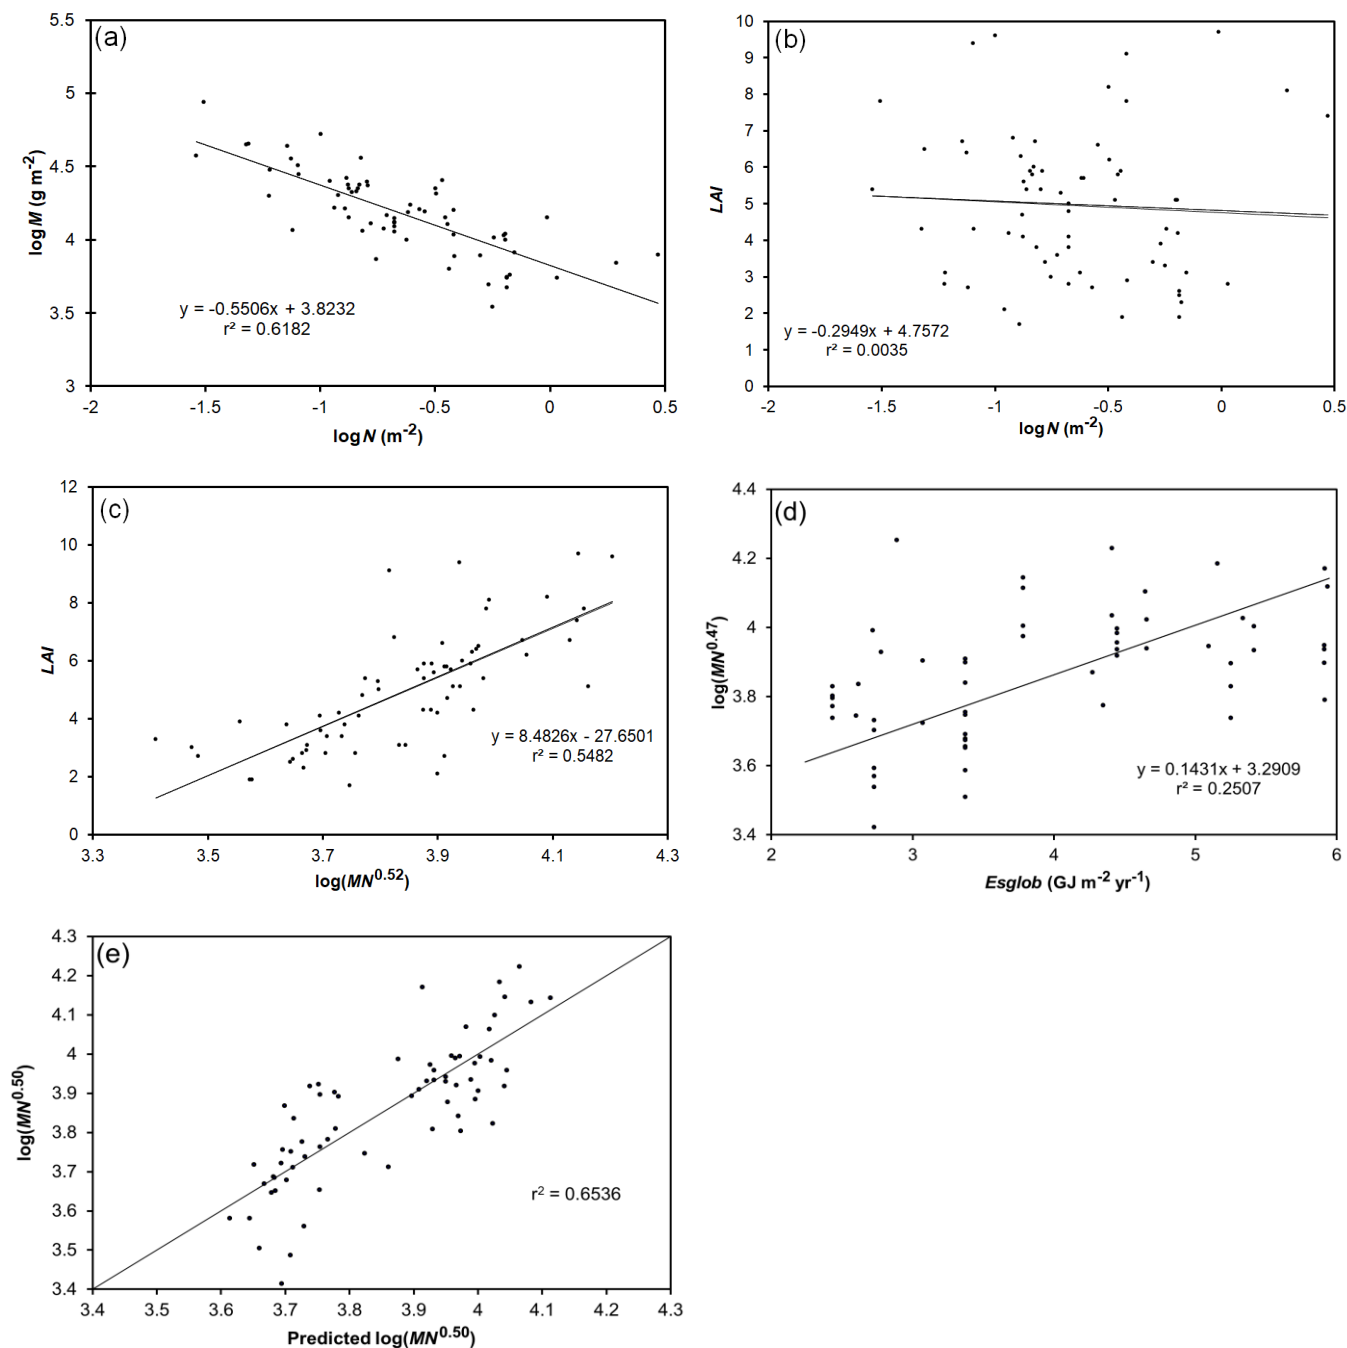 (a)
5.5
5
4.5
4
3.5
3
log M (g m-2)
y = -0.5506x + 3.8232
r² = 0.6182
-2 -1.5 -1 -0.5 0 0.5
log N (m-2)
(b)
10
9
8
7
6
5
4
3
2
1
0
LAI
y = -0.2949x + 4.7572
r² = 0.0035
-2 -1.5 -1 -0.5 0 0.5
log N (m-2)
(c)
12
10
8
6
4
2
0
LAI
y = 8.4826x - 27.6501
r² = 0.5482
3.3 3.5 3.7 3.9 4.1 4.3
log(MN0.52)
(d)
4.4
4.2
4
3.8
3.6
3.4
log(MN0.47)
y = 0.1431x + 3.2909
r² = 0.2507
2 3 4 5 6
Esglob (GJ m-2 yr-1)
(e)
4.3
4.2
4.1
4
3.9
3.8
3.7
3.6
3.5
3.4
log(MN0.50)
r2 = 0.6536
3.4 3.5 3.6 3.7 3.8 3.9 4 4.1 4.2 4.3
Predicted log(MN0.50)